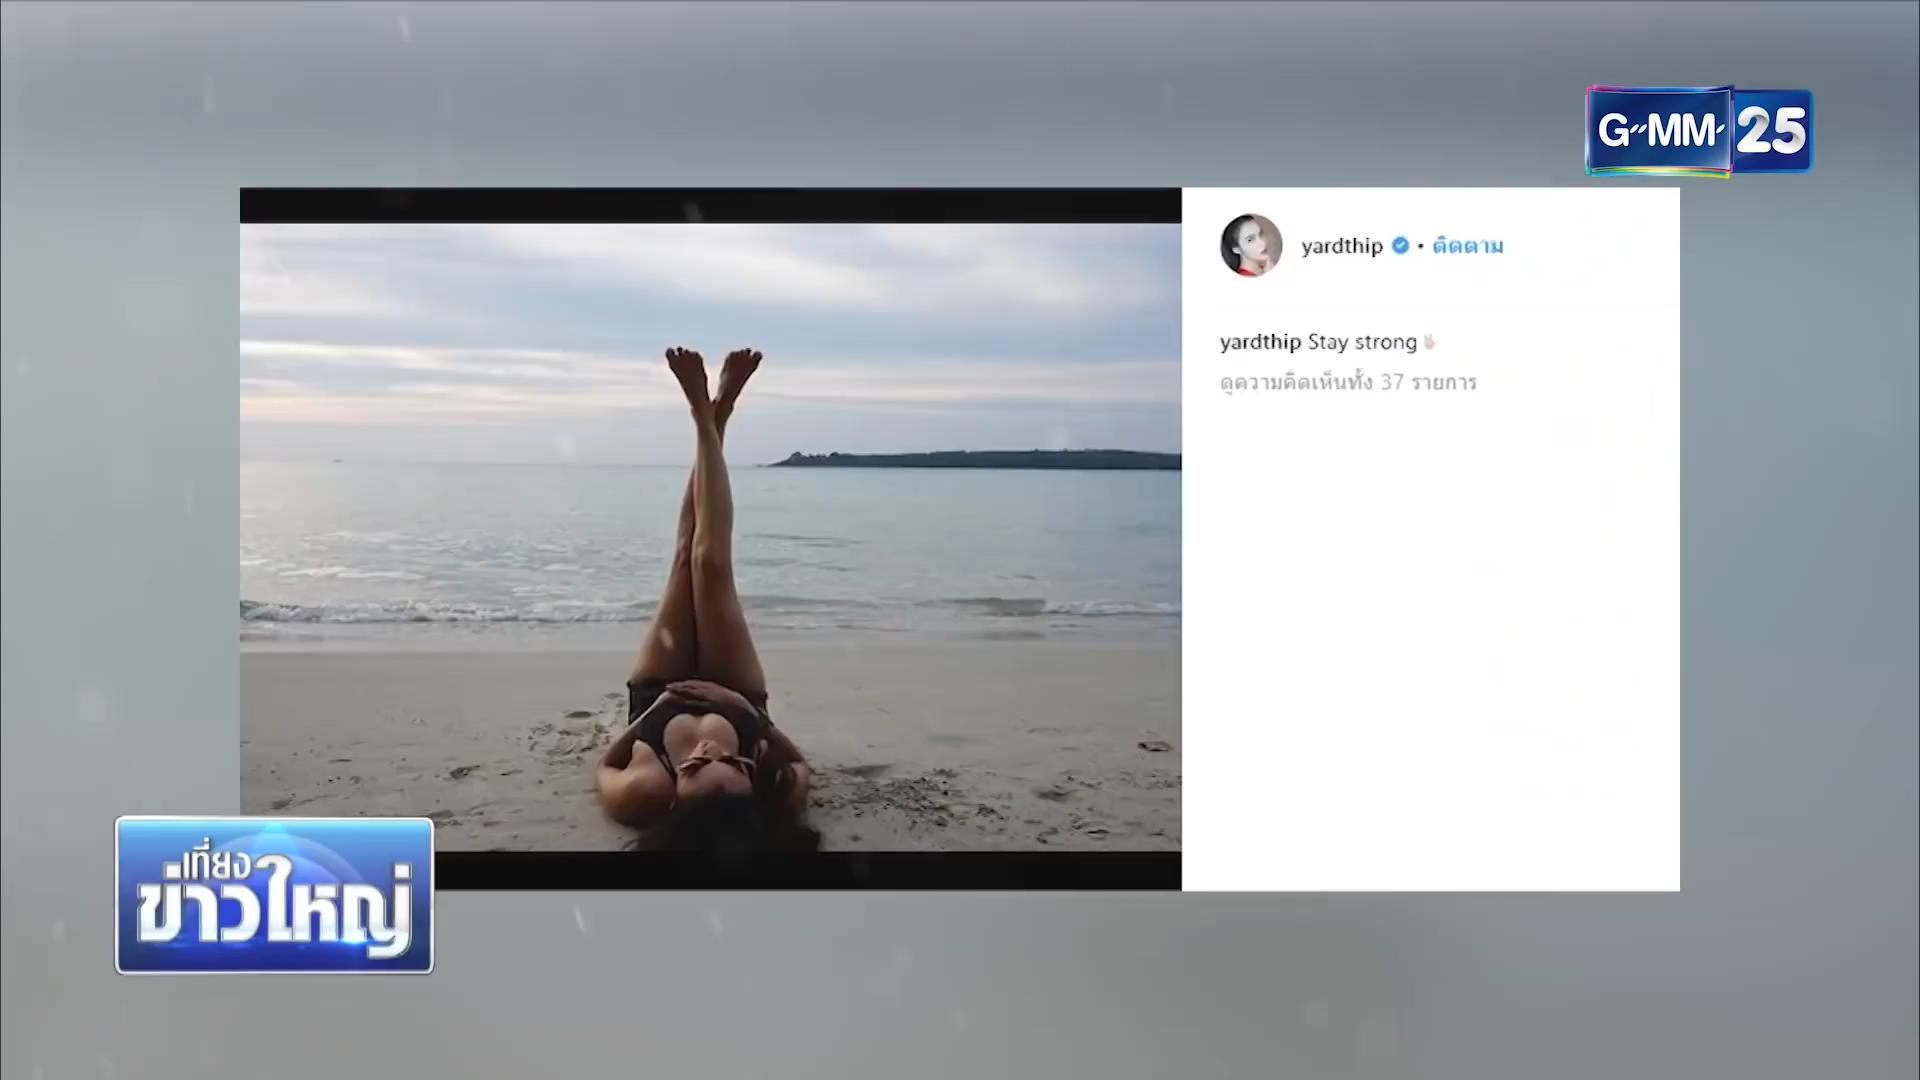 G-MM 25
yardthip • ติดตาม
yardthip Stay strong✌🏻
ดูความคิดเห็นทั้ง 37 รายการ
เที่ยง
ข่าวใหญ่